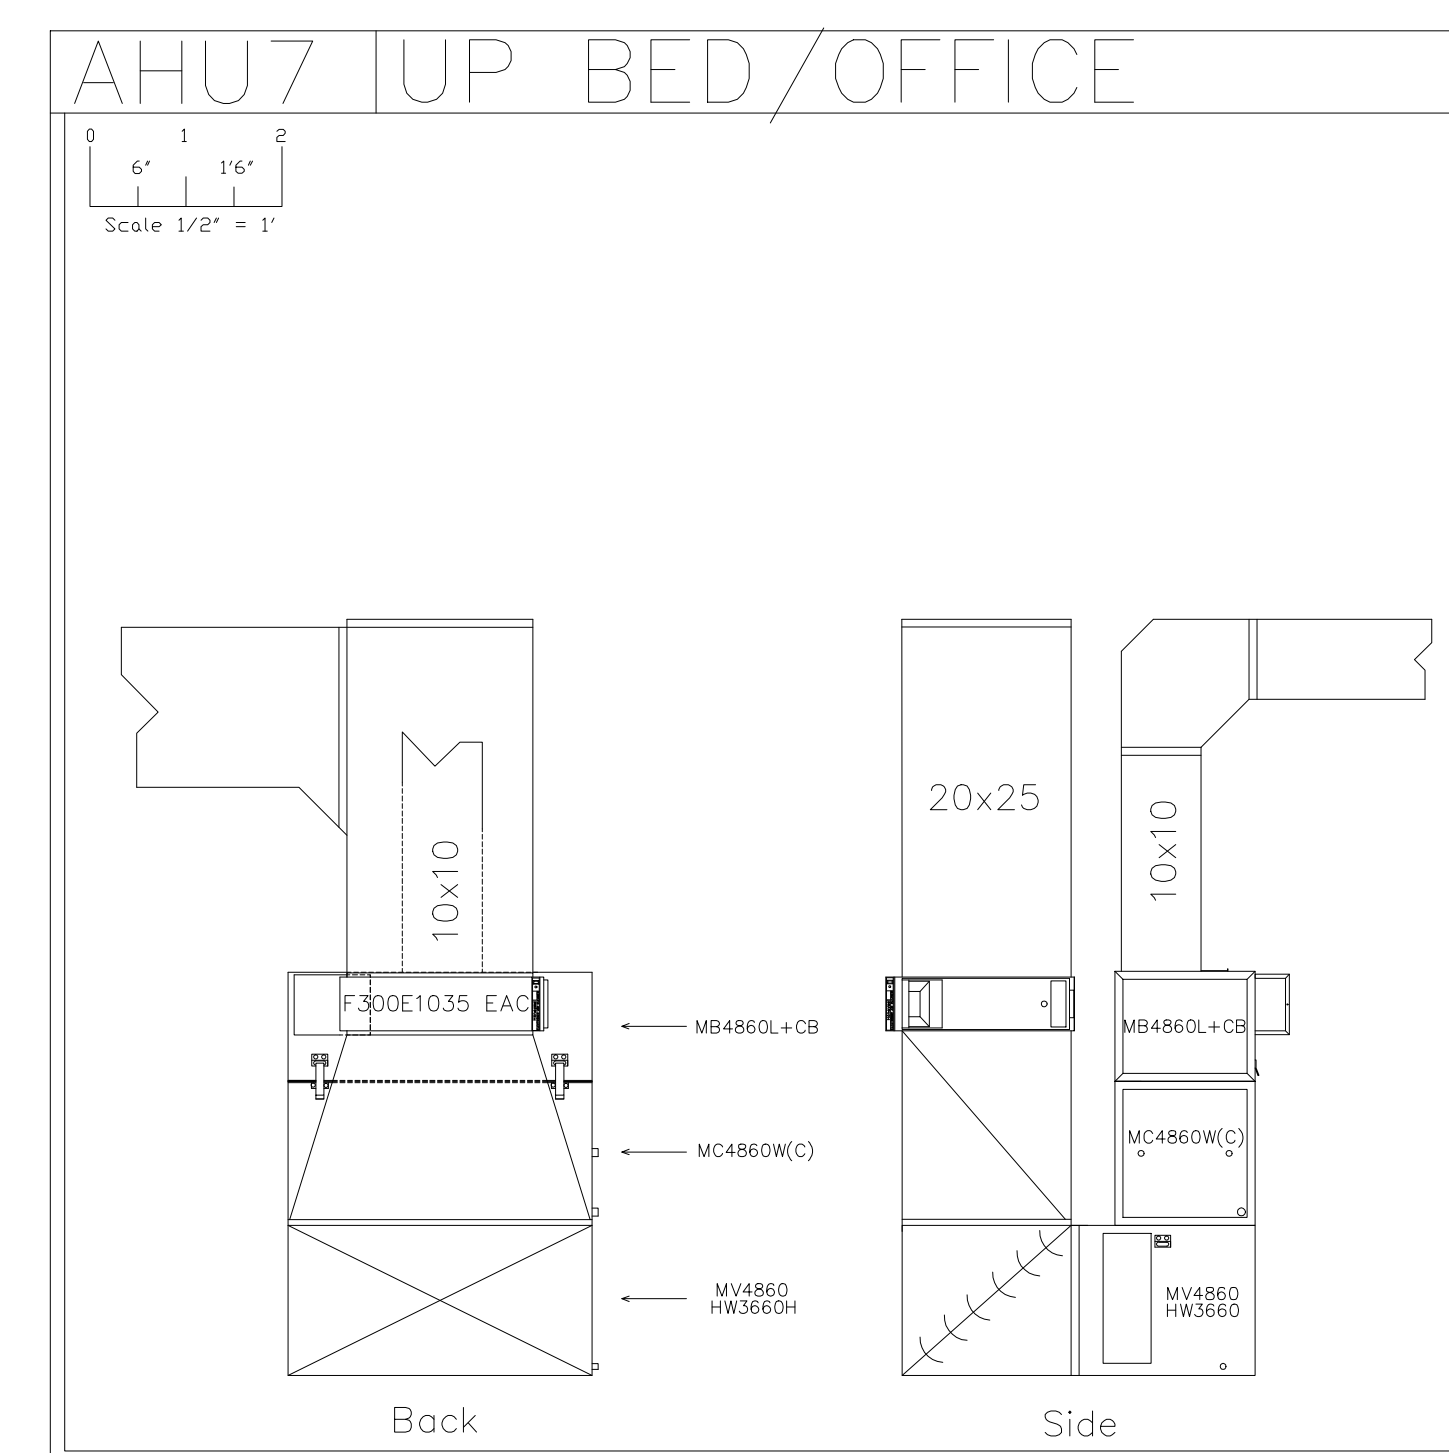 AHU7 UP BED/OFFICE
0 1 2
6" 1'6"
Scale 1/2" = 1'
20x25
10x10
10x10
F300E1035 EAC
MB4860L+CB
MB4860L+CB
MC4860W(C)
MC4860W(C)
MV4860
HW3660H
MV4860
HW3660
Back
Side